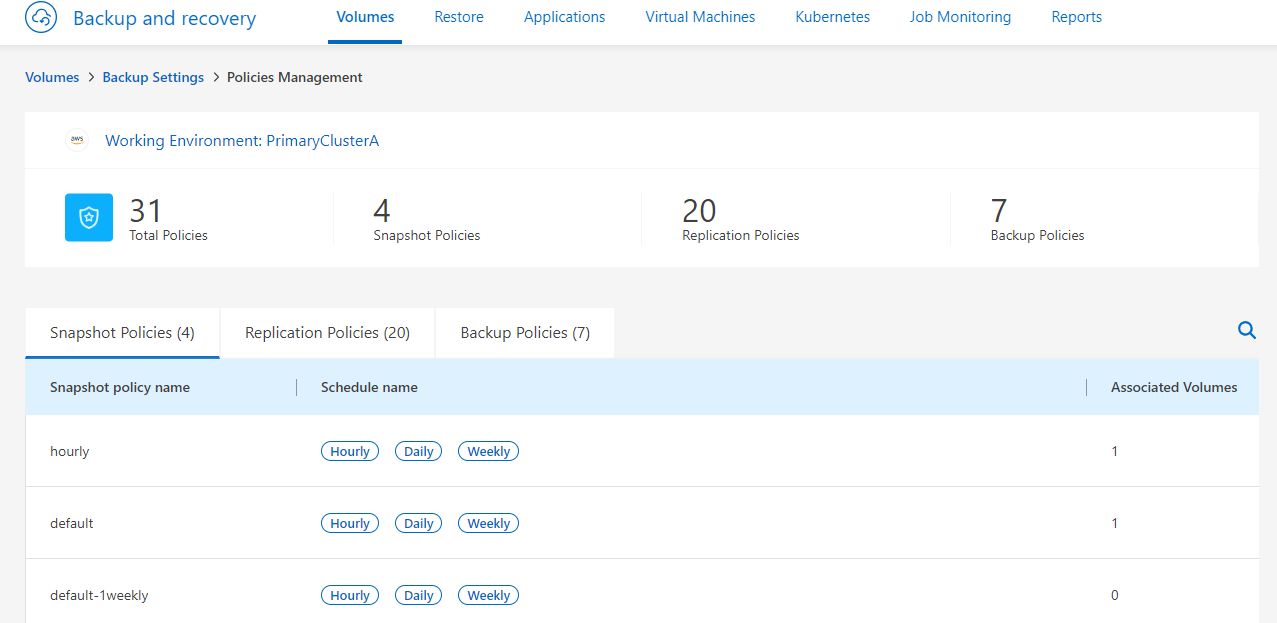 Backup and recovery
Volumes Restore Applications Virtual Machines Kubernetes Job Monitoring Reports
Volumes > Backup Settings > Policies Management
aws Working Environment: PrimaryClusterA
31 4 20 7
Total Policies Snapshot Policies Replication Policies Backup Policies
Snapshot Policies (4) Replication Policies (20) Backup Policies (7)
Snapshot policy name Schedule name Associated Volumes
hourly Hourly Daily Weekly 1
default Hourly Daily Weekly 1
default-1weekly Hourly Daily Weekly 0